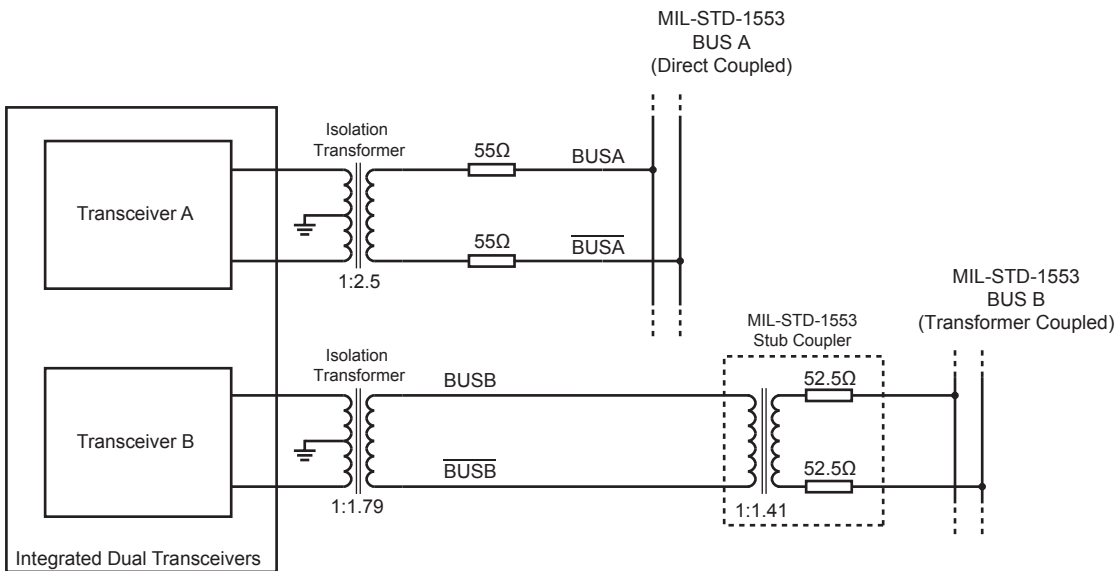 MIL-STD-1553
BUS A
(Direct Coupled)
Isolation
Transformer
55Ω
BUSA
Transceiver A
55Ω
B̅U̅S̅A̅
1:2.5
MIL-STD-1553
BUS B
(Transformer Coupled)
MIL-STD-1553
Stub Coupler
Isolation
Transformer
BUSB
52.5Ω
Transceiver B
B̅U̅S̅B̅
52.5Ω
1:1.79
1:1.41
Integrated Dual Transceivers